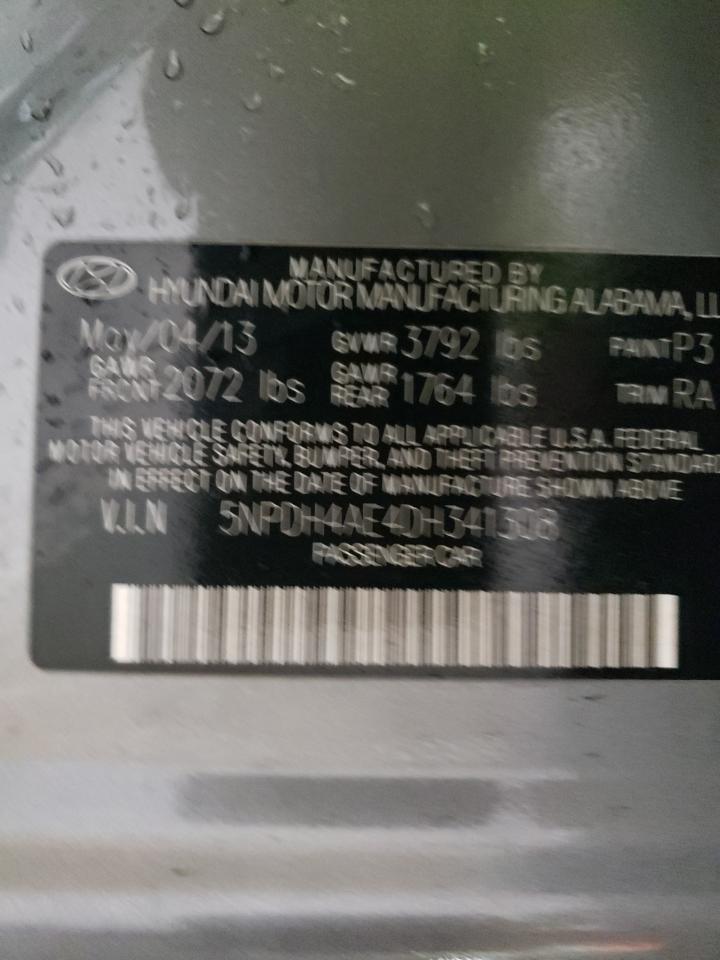 MANUFACTURED BY
HYUNDAI MOTOR MANUFACTURING ALABAMA, LL
May/04/13 GVWR 3792 lbs PAINT P3
GAWR FRONT 2072 lbs GAWR REAR 1764 lbs TRIM RA
THIS VEHICLE CONFORMS TO ALL APPLICABLE U.S.A. FEDERAL
MOTOR VEHICLE SAFETY, BUMPER, AND THEFT PREVENTION STANDAR
IN EFFECT ON THE DATE OF MANUFACTURE SHOWN ABOVE
V.I.N 5NPDH4AE4DH341308
PASSENGER CAR